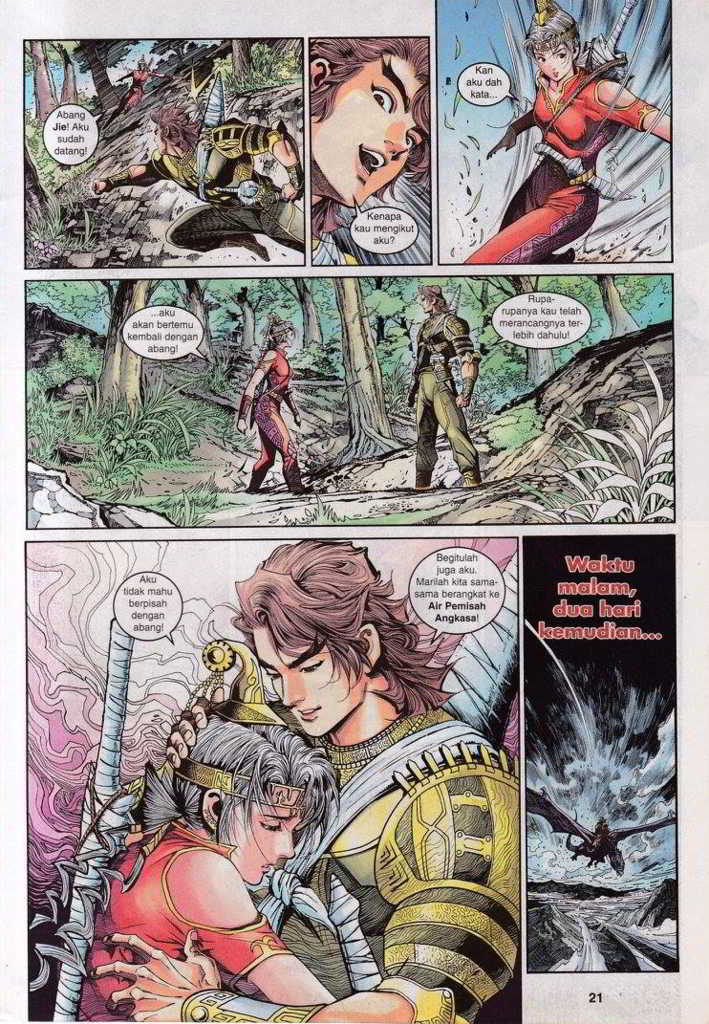 Abang
Jie! Aku
sudah
datang!
Kenapa
kau mengikut
aku?
Kan
aku dah
kata...
...aku
akan bertemu
kembali dengan
abang!
Rupa-
rupanya kau telah
merancangnya ter-
lebih dahulu!
Aku
tidak mahu
berpisah
dengan
abang!
Begitulah
juga aku.
Marilah kita sama-
sama berangkat ke
Air Pemisah
Angkasa!
Waktu
malam,
dua hari
kemudian...
21